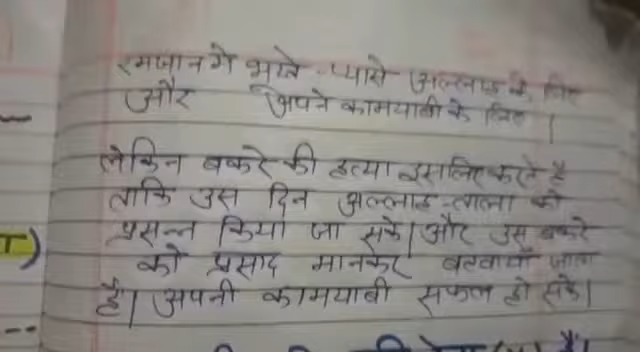 रमजान मे भूखे-प्यासे अल्लाह के लिए
और अपने कामयाबी के लिए।
लेकिन बकरे की हत्या इसलिए करते है
ताकि उस दिन अल्लाह-ताला को
प्रसन्न किया जा सके। और उस बकरे
को प्रसाद मानकर बटवाया जाता
है। अपनी कामयाबी सफल हो सके।
T)